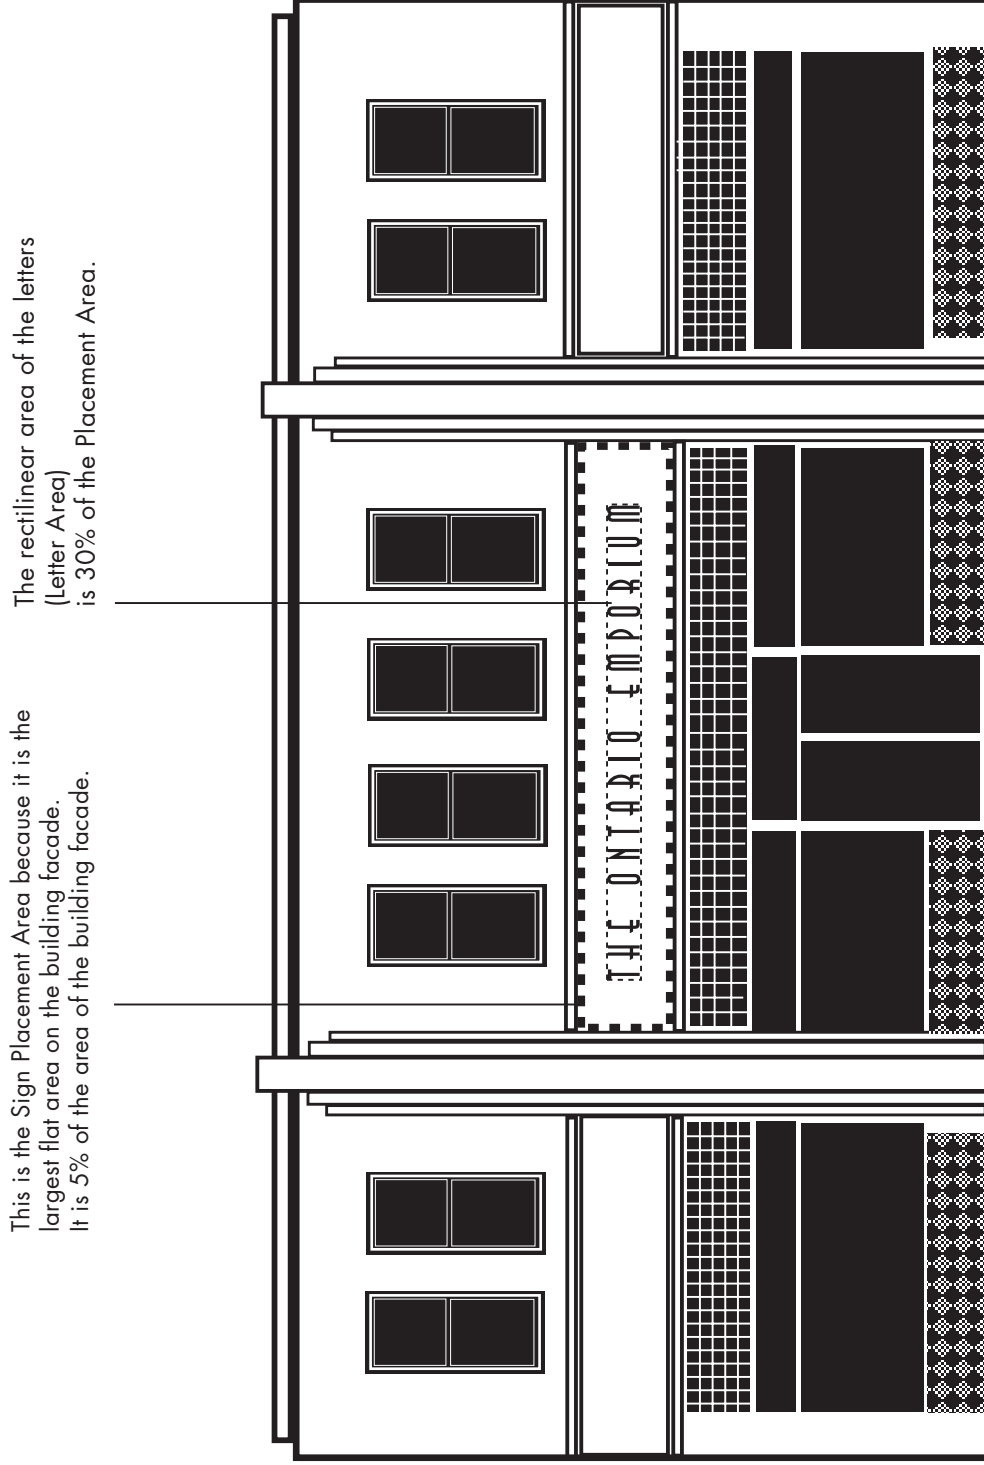 This is the Sign Placement Area because it is the
largest flat area on the building facade.
It is 5% of the area of the building facade.
The rectilinear area of the letters
(Letter Area)
is 30% of the Placement Area.
THE ONTARIO EMPORIUM